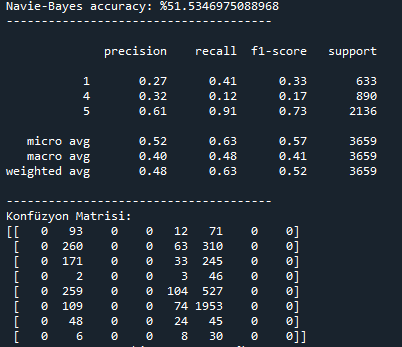 Navie-Bayes accuracy: %51.5346975088968
--------------------------------------
precision recall f1-score support
1 0.27 0.41 0.33 633
4 0.32 0.12 0.17 890
5 0.61 0.91 0.73 2136
micro avg 0.52 0.63 0.57 3659
macro avg 0.40 0.48 0.41 3659
weighted avg 0.48 0.63 0.52 3659
--------------------------------------
Konfüzyon Matrisi:
[[ 0 93 0 0 12 71 0 0]
[ 0 260 0 0 63 310 0 0]
[ 0 171 0 0 33 245 0 0]
[ 0 2 0 0 3 46 0 0]
[ 0 259 0 0 104 527 0 0]
[ 0 109 0 0 74 1953 0 0]
[ 0 48 0 0 24 45 0 0]
[ 0 6 0 0 8 30 0 0]]